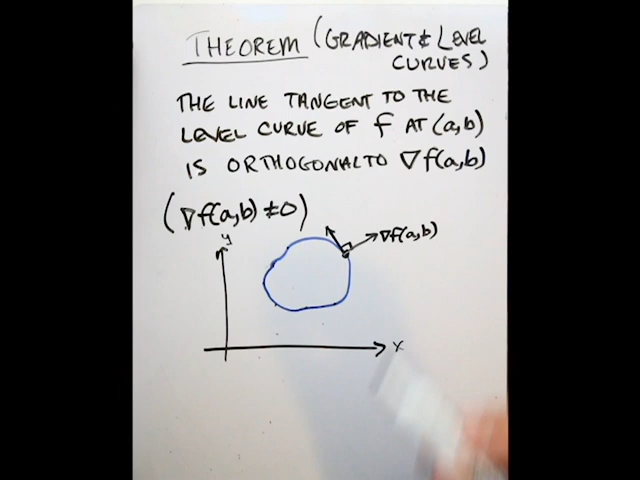 THEOREM (GRADIENT & LEVEL
CURVES)
THE LINE TANGENT TO THE
LEVEL CURVE OF f AT (a,b)
IS ORTHOGONAL TO ∇f(a,b)
(∇f(a,b) ≠ 0)
y
∇f(a,b)
x